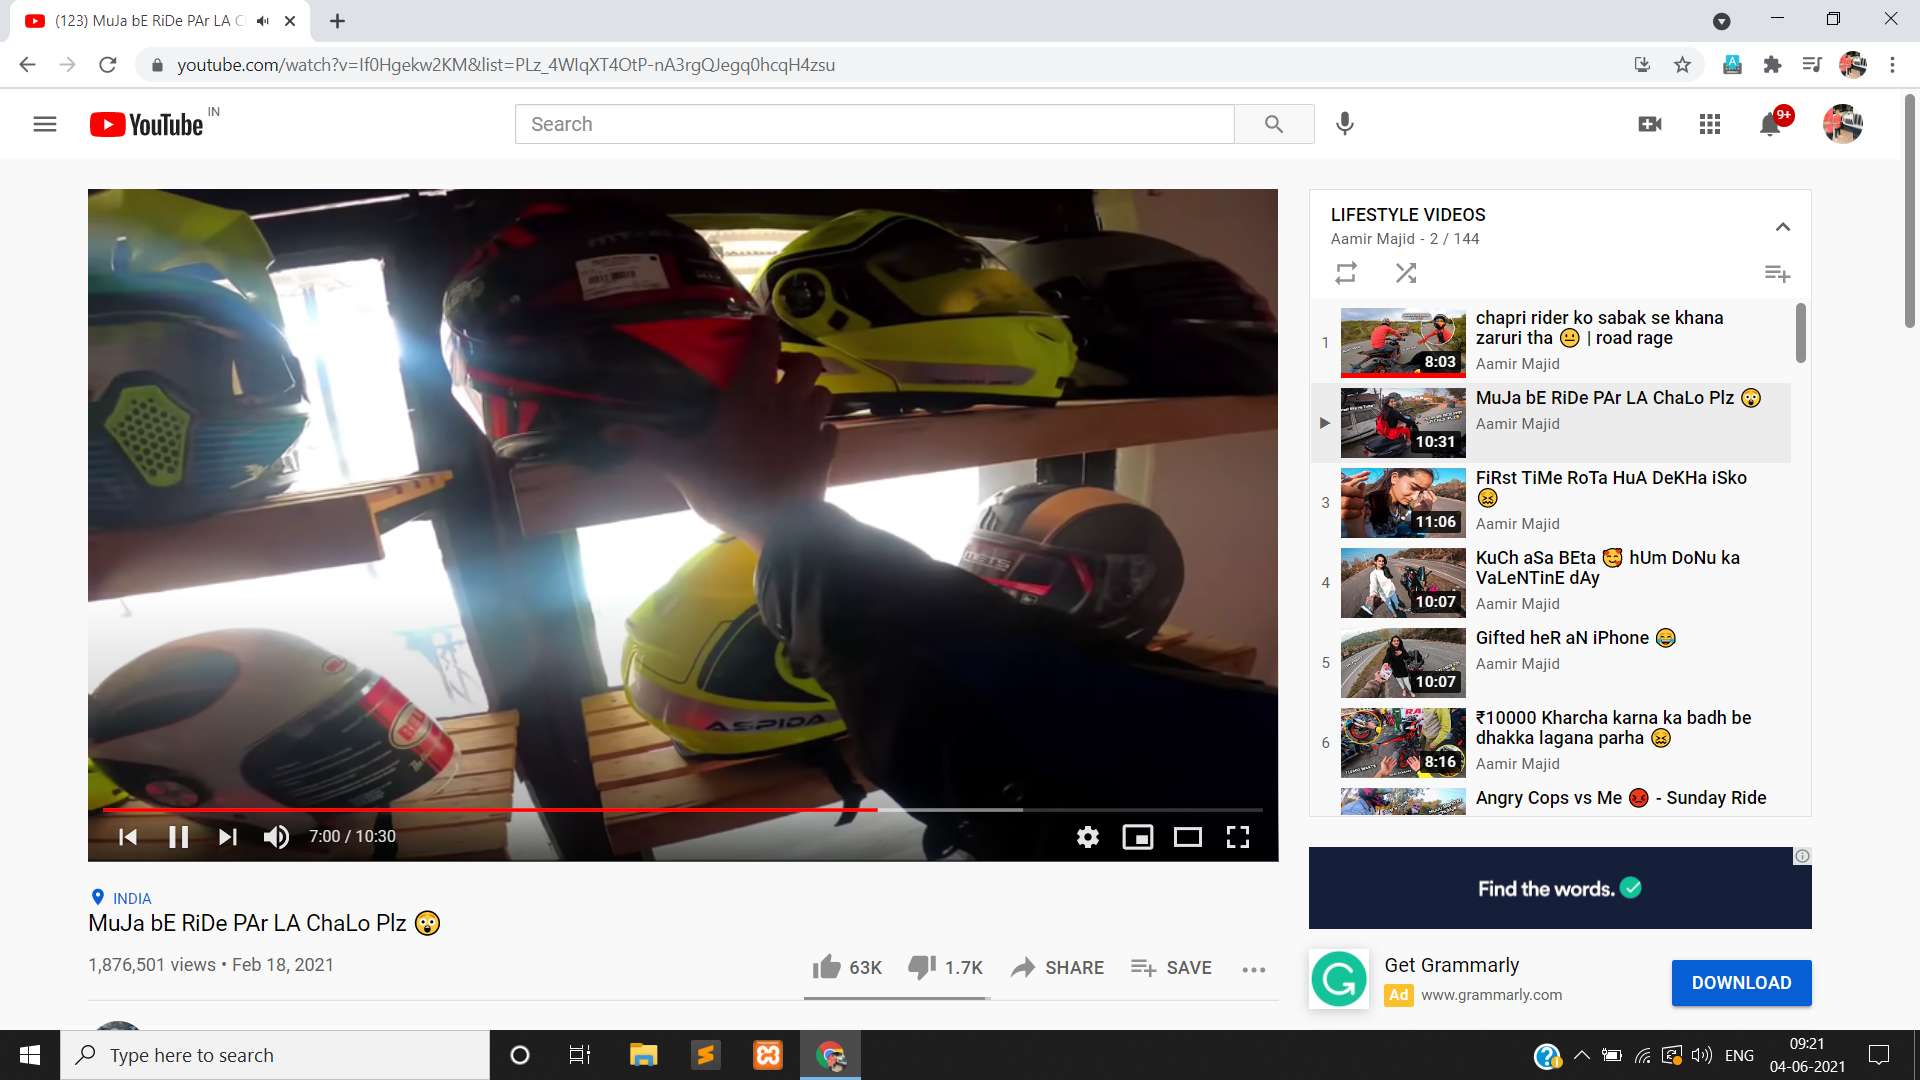 (123) MuJa bE RiDe PAr LA C
youtube.com/watch?v=If0Hgekw2KM&list=PLz_4WIqXT4OtP-nA3rgQJegq0hcqH4zsu
YouTube IN
Search
9+
LIFESTYLE VIDEOS
Aamir Majid - 2 / 144
1
8:03
chapri rider ko sabak se khana
zaruri tha 😐 | road rage
Aamir Majid
10:31
MuJa bE RiDe PAr LA ChaLo Plz 😲
Aamir Majid
3
11:06
FiRst TiMe RoTa HuA DeKHa iSko
😖
Aamir Majid
4
10:07
KuCh aSa BEta 🥰 hUm DoNu ka
VaLeNTinE dAy
Aamir Majid
5
10:07
Gifted heR aN iPhone 😂
Aamir Majid
6
8:16
₹10000 Kharcha karna ka badh be
dhakka lagana parha 😖
Aamir Majid
Angry Cops vs Me 😡 - Sunday Ride
ASPIDA
7:00 / 10:30
INDIA
MuJa bE RiDe PAr LA ChaLo Plz 😲
1,876,501 views • Feb 18, 2021
63K
1.7K
SHARE
SAVE
Find the words.
Get Grammarly
Ad www.grammarly.com
DOWNLOAD
Type here to search
ENG
09:21
04-06-2021